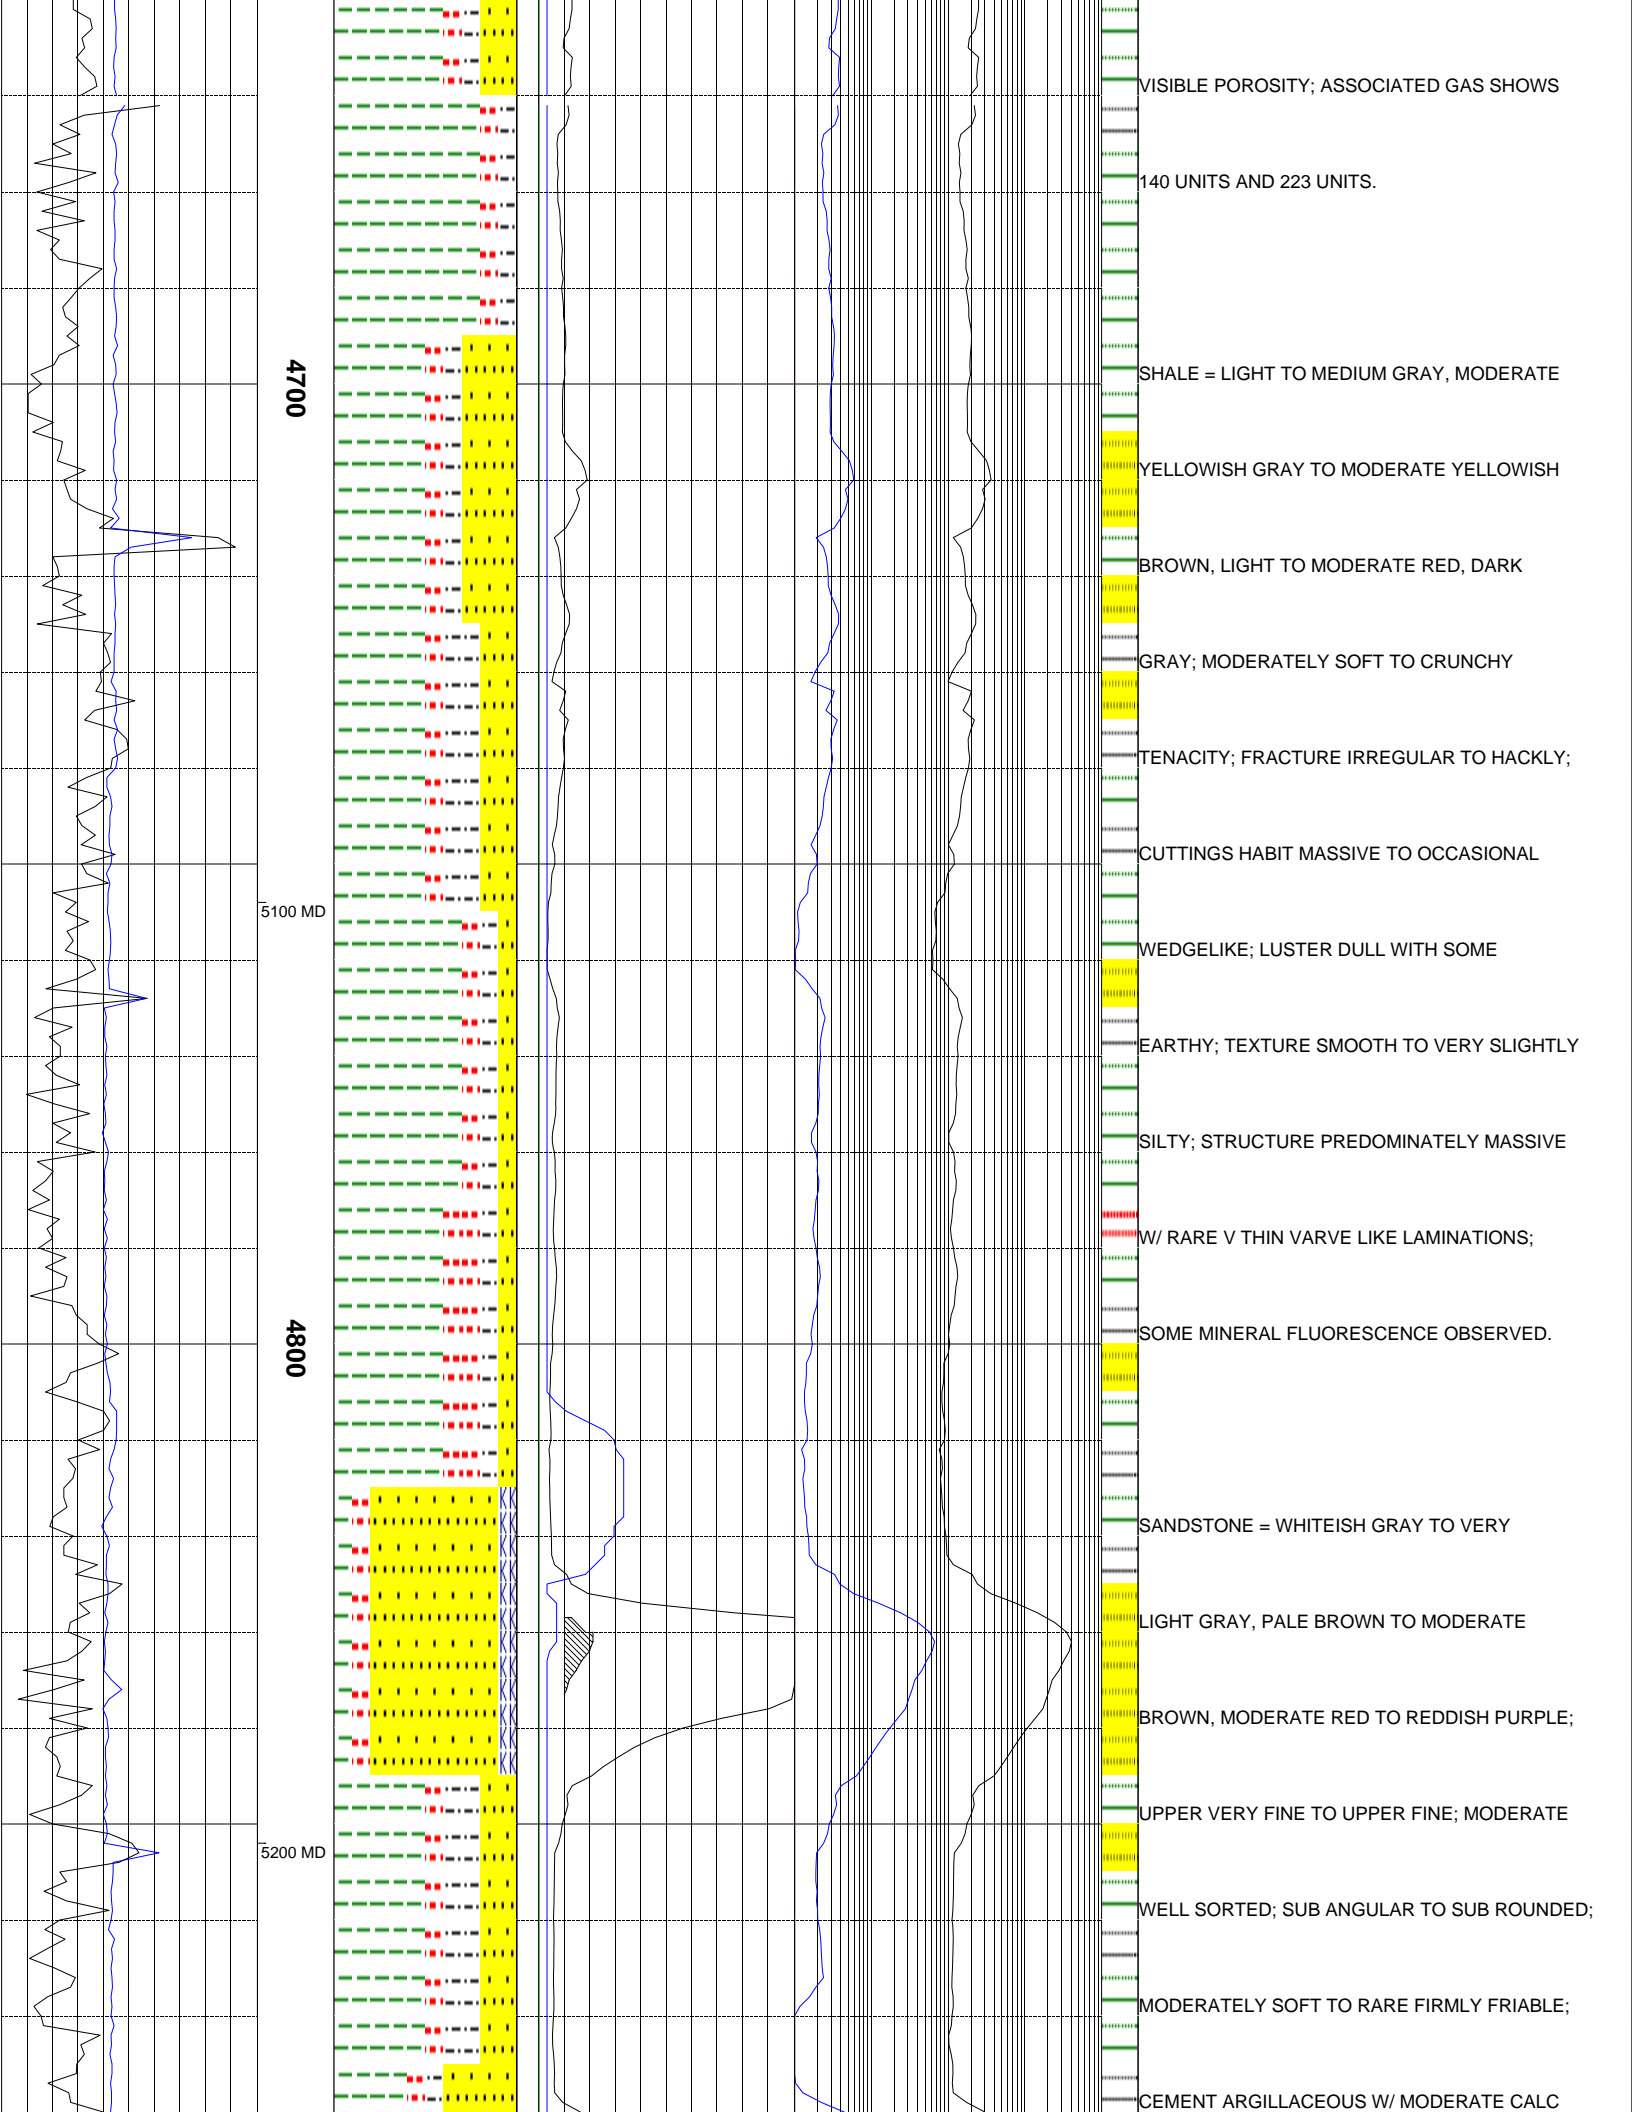 VISIBLE POROSITY; ASSOCIATED GAS SHOWS
140 UNITS AND 223 UNITS.
4700
SHALE = LIGHT TO MEDIUM GRAY, MODERATE
YELLOWISH GRAY TO MODERATE YELLOWISH
BROWN, LIGHT TO MODERATE RED, DARK
GRAY; MODERATELY SOFT TO CRUNCHY
TENACITY; FRACTURE IRREGULAR TO HACKLY;
CUTTINGS HABIT MASSIVE TO OCCASIONAL
5100 MD
WEDGELIKE; LUSTER DULL WITH SOME
EARTHY; TEXTURE SMOOTH TO VERY SLIGHTLY
SILTY; STRUCTURE PREDOMINATELY MASSIVE
W/ RARE V THIN VARVE LIKE LAMINATIONS;
4800
SOME MINERAL FLUORESCENCE OBSERVED.
SANDSTONE = WHITEISH GRAY TO VERY
LIGHT GRAY, PALE BROWN TO MODERATE
BROWN, MODERATE RED TO REDDISH PURPLE;
UPPER VERY FINE TO UPPER FINE; MODERATE
5200 MD
WELL SORTED; SUB ANGULAR TO SUB ROUNDED;
MODERATELY SOFT TO RARE FIRMLY FRIABLE;
CEMENT ARGILLACEOUS W/ MODERATE CALC